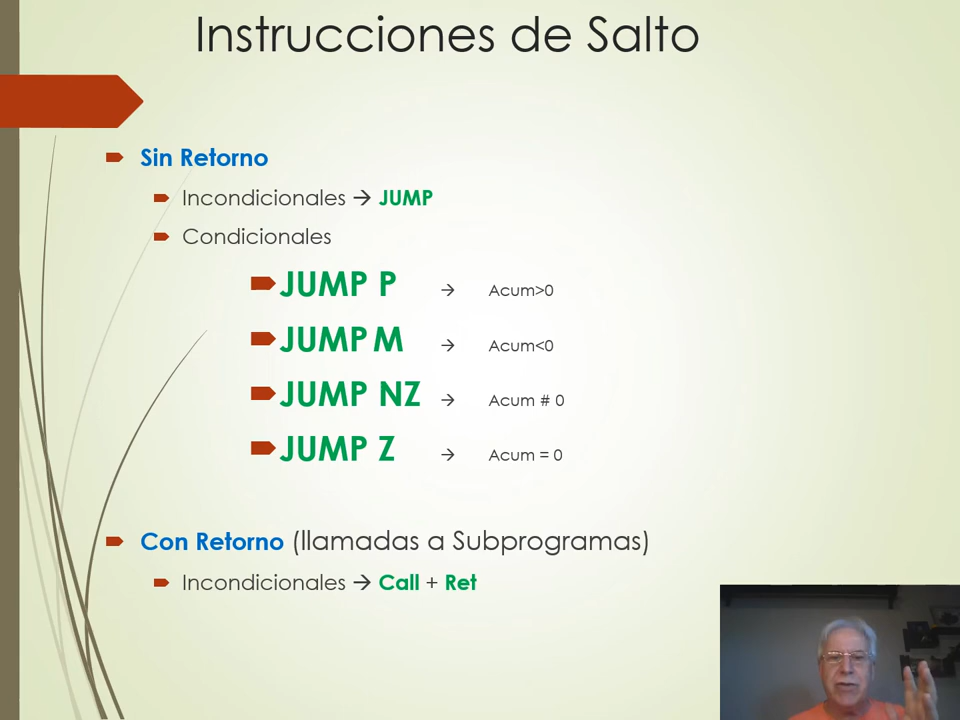 Instrucciones de Salto
Sin Retorno
Incondicionales → JUMP
Condicionales
JUMP P → Acum>0
JUMP M → Acum<0
JUMP NZ → Acum # 0
JUMP Z → Acum = 0
Con Retorno (llamadas a Subprogramas)
Incondicionales → Call + Ret